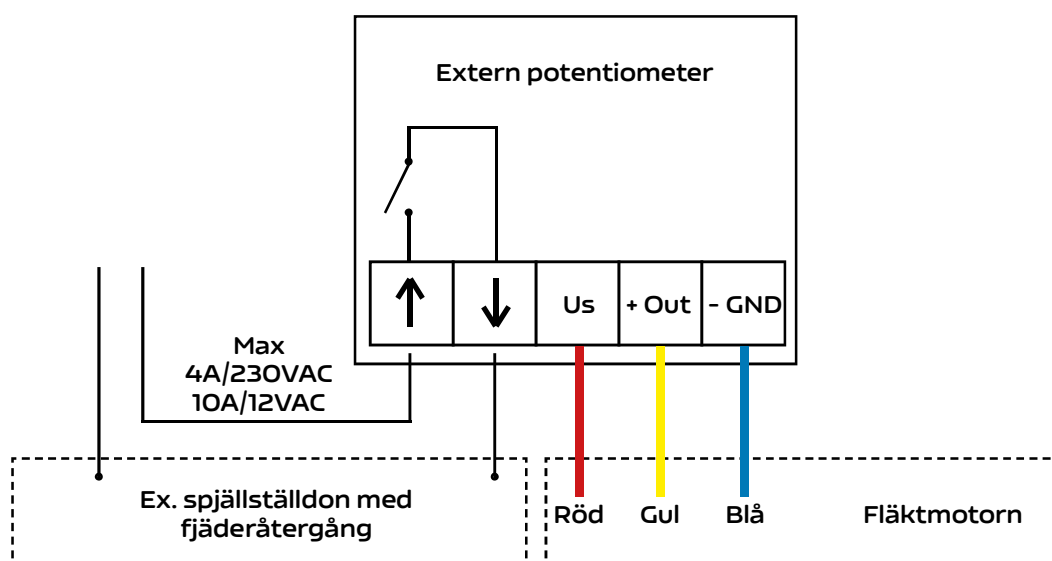 Extern potentiometer
Us
+ Out
- GND
Max
4A/230VAC
10A/12VAC
Ex. spjällställdon med
fjäderåtergång
Röd
Gul
Blå
Fläktmotorn